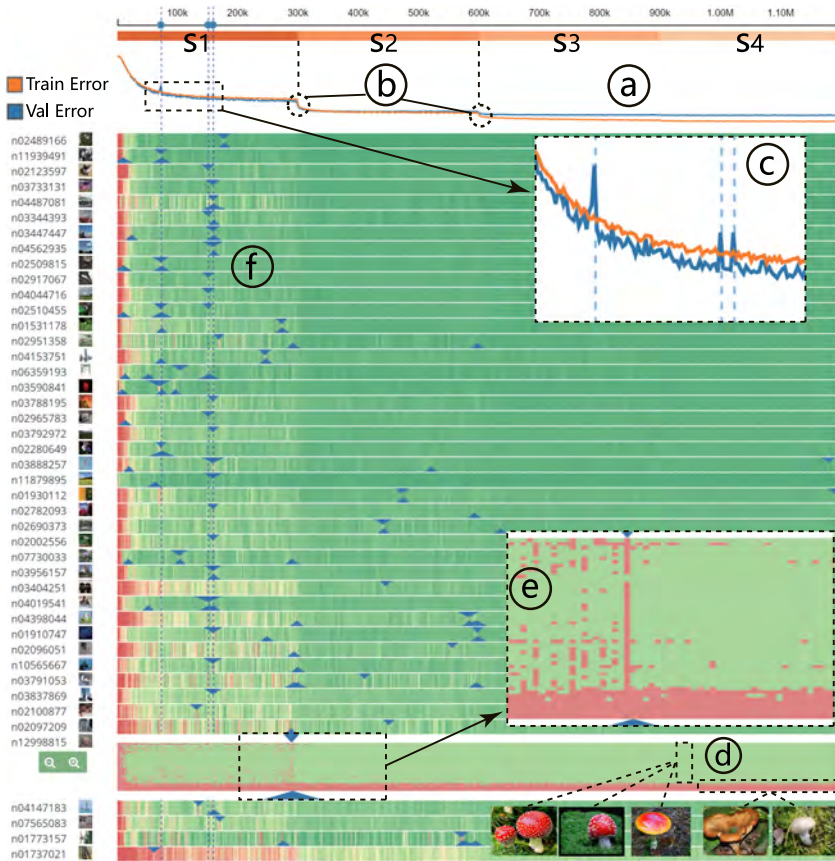 100k 200k 300k 400k 500k 600k 700k 800k 900k 1.00M 1.10M
S1 S2 S3 S4
b a
Train Error
Val Error
c
n02489166
n11939491
n02123597
n03733131
n04487081
n03344393
n03447447
n04562935
f
n02509815
n02917067
n04044716
n02510455
n01531178
n02951358
n04153751
n06359193
n03590841
n03788195
n02965783
n03792972
n02280649
n03888257
n11879895
n01930112
n02782093
n02690373
n02002556
n07730033
e
n03956157
n03404251
n04019541
n04398044
n01910747
n02096051
n10565667
n03791053
n03837869
n02100877
n02097209
n12998815
d
n04147183
n07565083
n01773157
n01737021